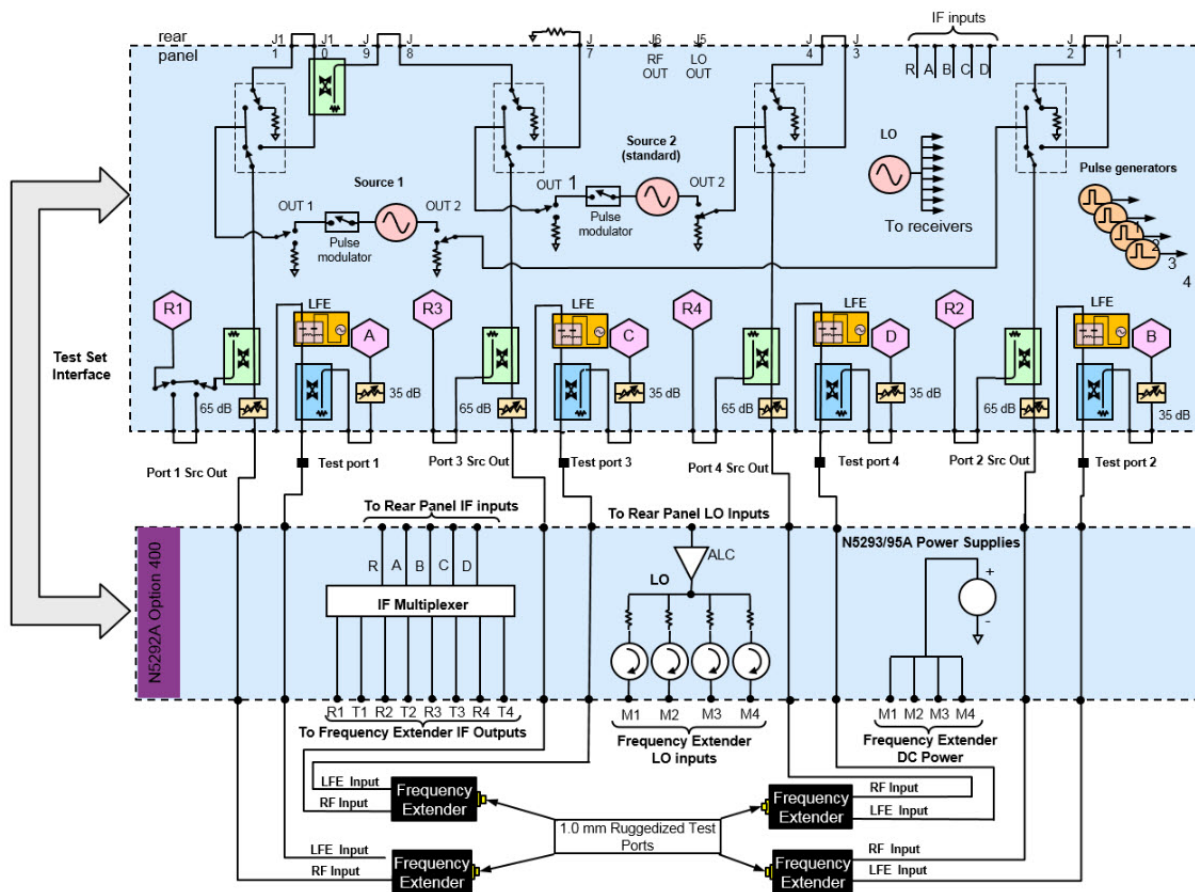 rear
panel
J1
1
J1
0
J
9
J
8
J
7
J6
RF
OUT
J5
LO
OUT
J
4
J
3
IF inputs
R A B C D
J
2
J
1
Source 1
OUT 1
Pulse
modulator
OUT 2
Source 2
(standard)
OUT 1
Pulse
modulator
OUT 2
LO
To receivers
Pulse generators
1
2
3
4
Test Set
Interface
R1
LFE
A
R3
LFE
C
R4
LFE
D
R2
LFE
B
65 dB
35 dB
65 dB
35 dB
65 dB
35 dB
65 dB
35 dB
Port 1 Src Out
Test port 1
Port 3 Src Out
Test port 3
Port 4 Src Out
Test port 4
Port 2 Src Out
Test port 2
N5292A Option 400
To Rear Panel IF inputs
R A B C D
IF Multiplexer
R1 T1 R2 T2 R3 T3 R4 T4
To Frequency Extender IF Outputs
To Rear Panel LO Inputs
ALC
LO
M1 M2 M3 M4
Frequency Extender
LO inputs
N5293/95A Power Supplies
+
-
M1 M2 M3 M4
Frequency Extender
DC Power
LFE Input
RF Input
Frequency
Extender
LFE Input
RF Input
Frequency
Extender
1.0 mm Ruggedized Test
Ports
Frequency
Extender
RF Input
LFE Input
Frequency
Extender
RF Input
LFE Input